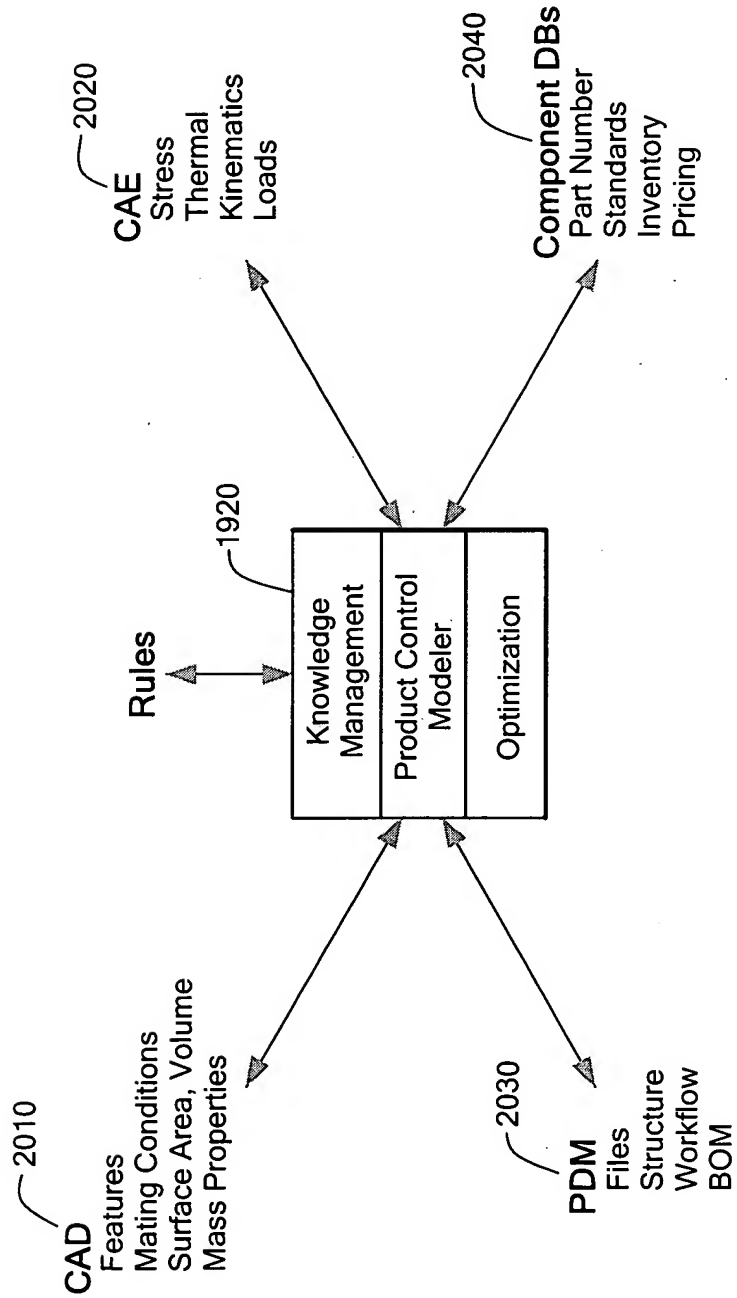 2010
CAD
Features
Mating Conditions
Surface Area, Volume
Mass Properties
Rules
2020
CAE
Stress
Thermal
Kinematics
Loads
1920
Knowledge
Management
Product Control
Modeler
Optimization
2030
PDM
Files
Structure
Workflow
BOM
2040
Component DBs
Part Number
Standards
Inventory
Pricing